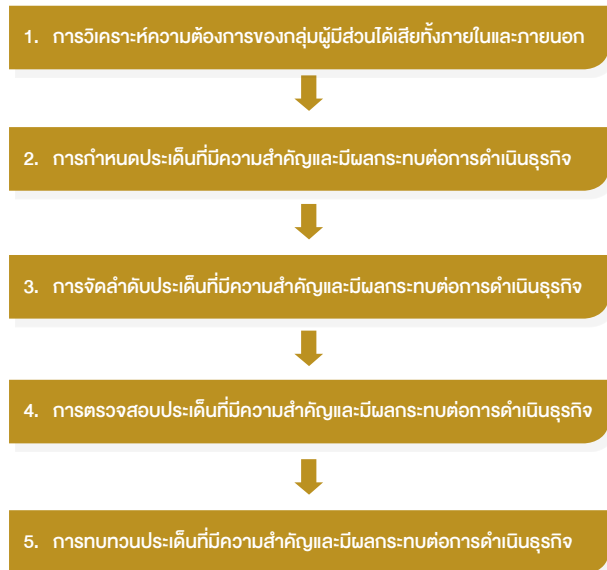 1. การวิเคราะห์ความต้องการของกลุ่มผู้มีส่วนได้เสียทั้งภายในและภายนอก
2. การกำหนดประเด็นที่มีความสำคัญและมีผลกระทบต่อการดำเนินธุรกิจ
3. การจัดลำดับประเด็นที่มีความสำคัญและมีผลกระทบต่อการดำเนินธุรกิจ
4. การตรวจสอบประเด็นที่มีความสำคัญและมีผลกระทบต่อการดำเนินธุรกิจ
5. การทบทวนประเด็นที่มีความสำคัญและมีผลกระทบต่อการดำเนินธุรกิจ